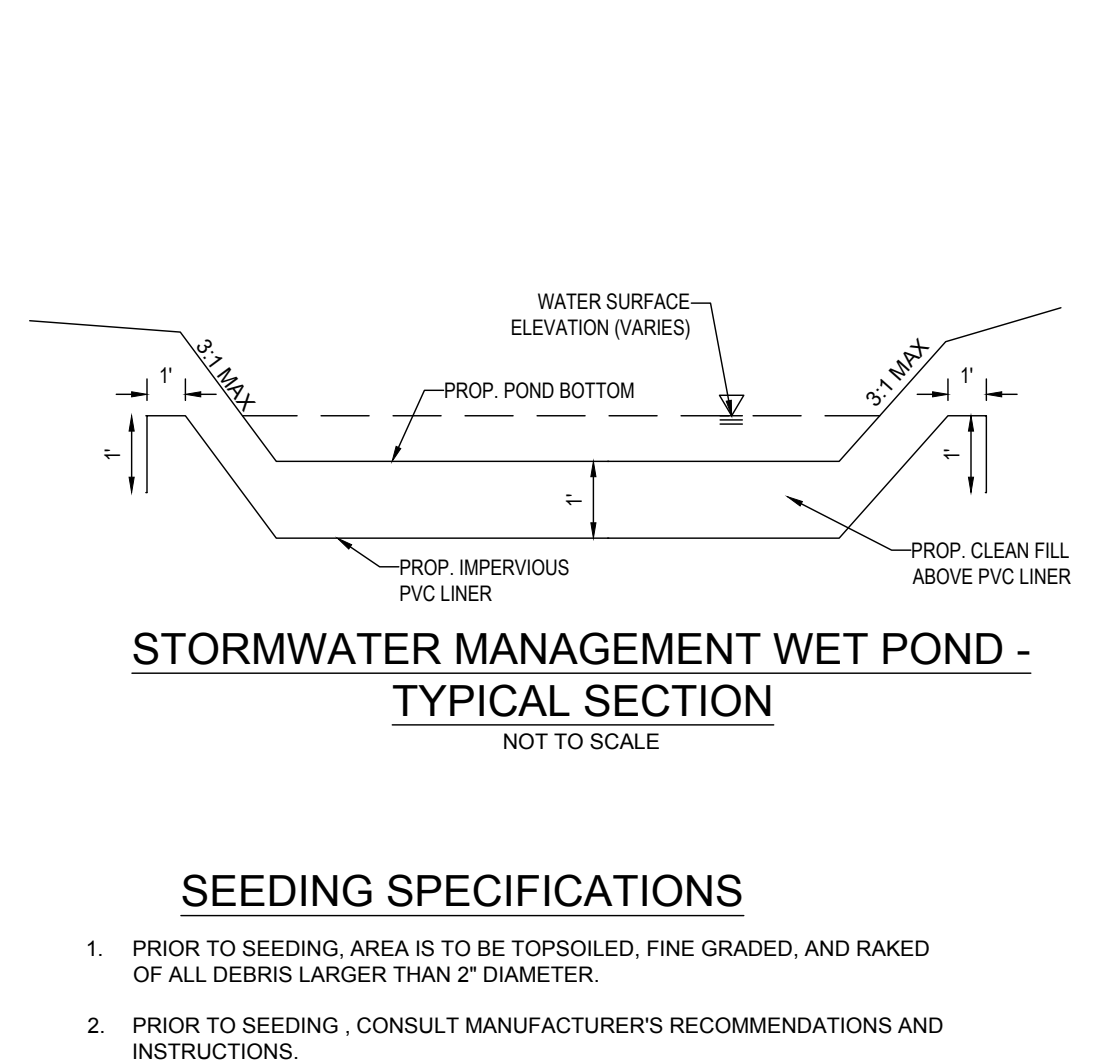 WATER SURFACE
ELEVATION (VARIES)
3:1 MAX
3:1 MAX
1'
1'
PROP. POND BOTTOM
1'
1'
1'
PROP. IMPERVIOUS
PVC LINER
PROP. CLEAN FILL
ABOVE PVC LINER
STORMWATER MANAGEMENT WET POND -
TYPICAL SECTION
NOT TO SCALE
SEEDING SPECIFICATIONS
1. PRIOR TO SEEDING, AREA IS TO BE TOPSOILED, FINE GRADED, AND RAKED
OF ALL DEBRIS LARGER THAN 2" DIAMETER.
2. PRIOR TO SEEDING , CONSULT MANUFACTURER'S RECOMMENDATIONS AND
INSTRUCTIONS.